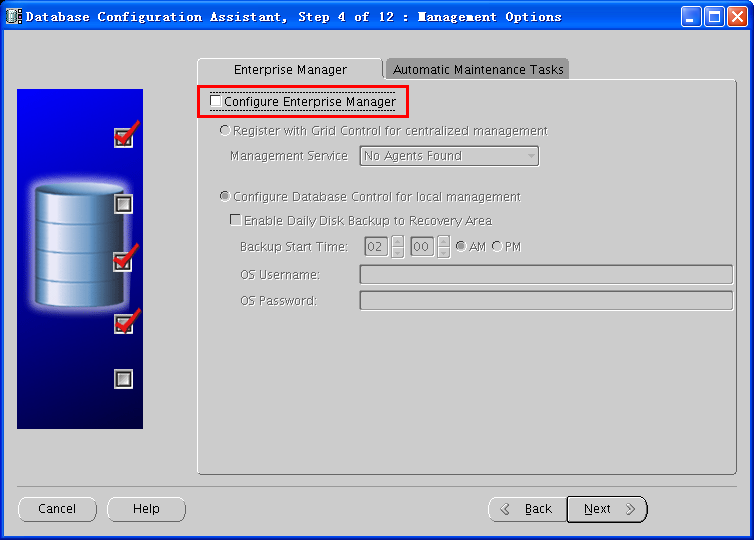 Database Configuration Assistant, Step 4 of 12 : Management Options
Enterprise Manager
Automatic Maintenance Tasks
Configure Enterprise Manager
Register with Grid Control for centralized management
Management Service
No Agents Found
Configure Database Control for local management
Enable Daily Disk Backup to Recovery Area
Backup Start Time: 02 00 AM PM
OS Username:
OS Password:
Cancel
Help
Back
Next